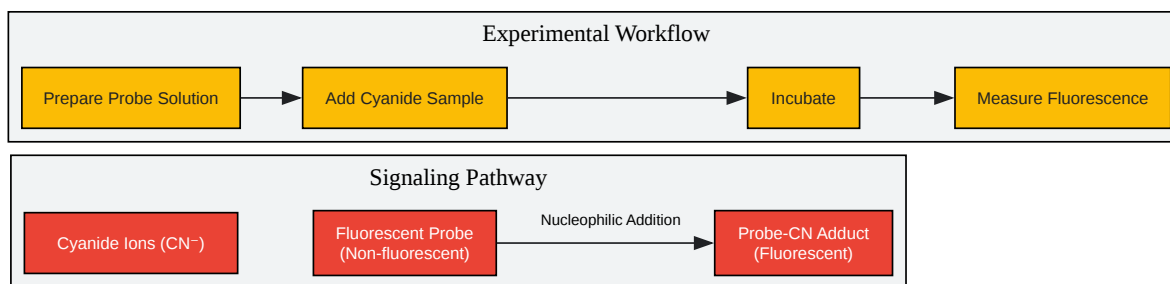 Experimental Workflow
Prepare Probe Solution
Add Cyanide Sample
Incubate
Measure Fluorescence
Signaling Pathway
Cyanide Ions (CN⁻)
Fluorescent Probe
(Non-fluorescent)
Nucleophilic Addition
Probe-CN Adduct
(Fluorescent)